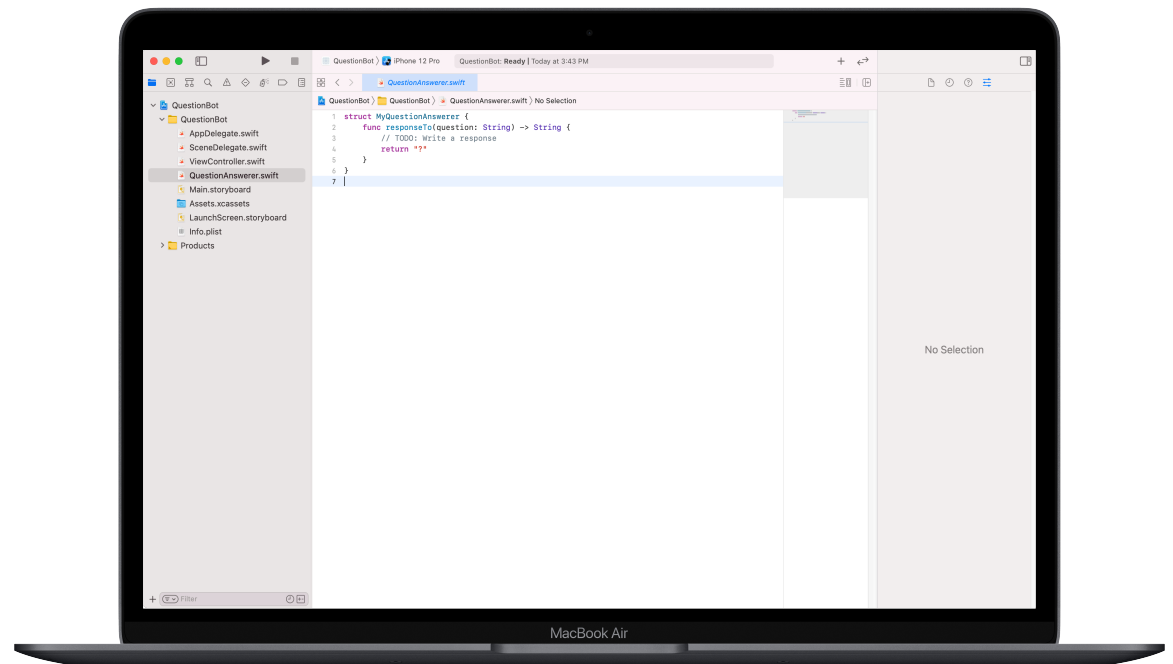 QuestionBot 〉 iPhone 12 Pro
QuestionBot: Ready | Today at 3:43 PM
QuestionAnswerer.swift
QuestionBot 〉 QuestionBot 〉 QuestionAnswerer.swift 〉 No Selection
QuestionBot
QuestionBot
AppDelegate.swift
SceneDelegate.swift
ViewController.swift
QuestionAnswerer.swift
Main.storyboard
Assets.xcassets
LaunchScreen.storyboard
Info.plist
Products
Filter
1 struct MyQuestionAnswerer {
2     func responseTo(question: String) -> String {
3         // TODO: Write a response
4         return "?"
5     }
6 }
7
No Selection
MacBook Air